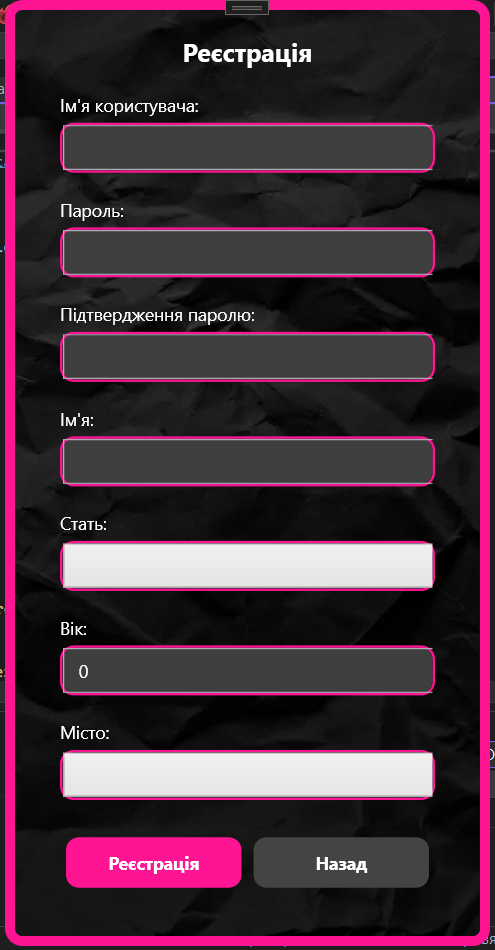 Реєстрація
Ім'я користувача:
Пароль:
Підтвердження паролю:
Ім'я:
Стать:
Вік:
0
Місто:
Реєстрація Назад